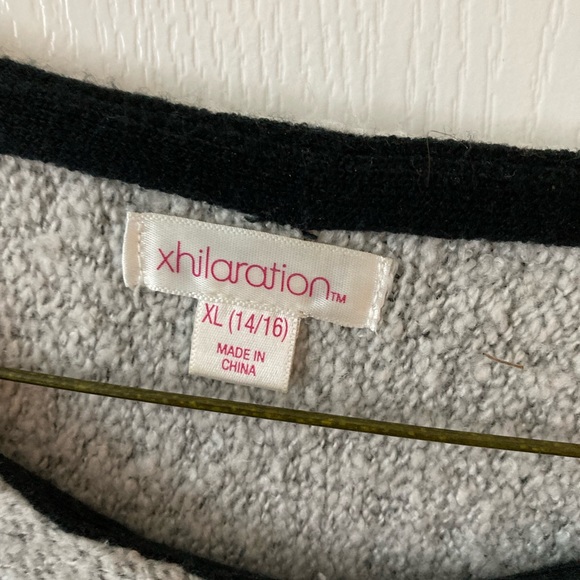 xhilaration™
XL (14/16)
MADE IN
CHINA